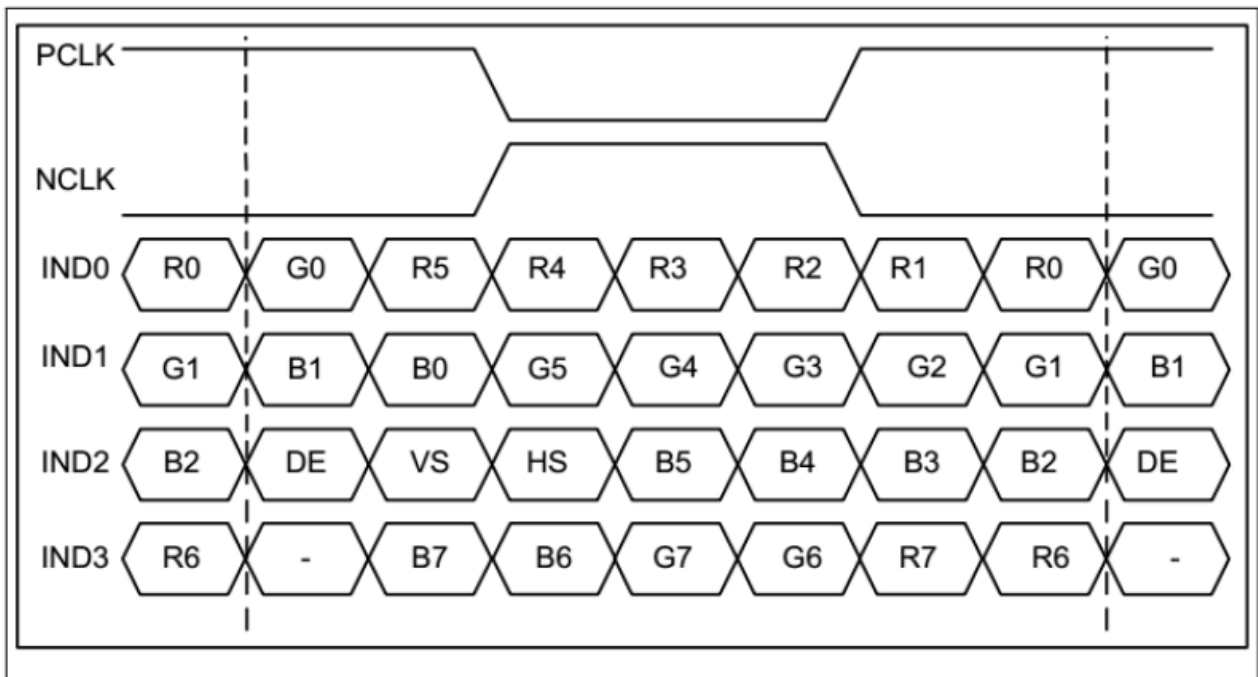 PCLK
NCLK
IND0 R0 G0 R5 R4 R3 R2 R1 R0 G0
IND1 G1 B1 B0 G5 G4 G3 G2 G1 B1
IND2 B2 DE VS HS B5 B4 B3 B2 DE
IND3 R6 - B7 B6 G7 G6 R7 R6 -